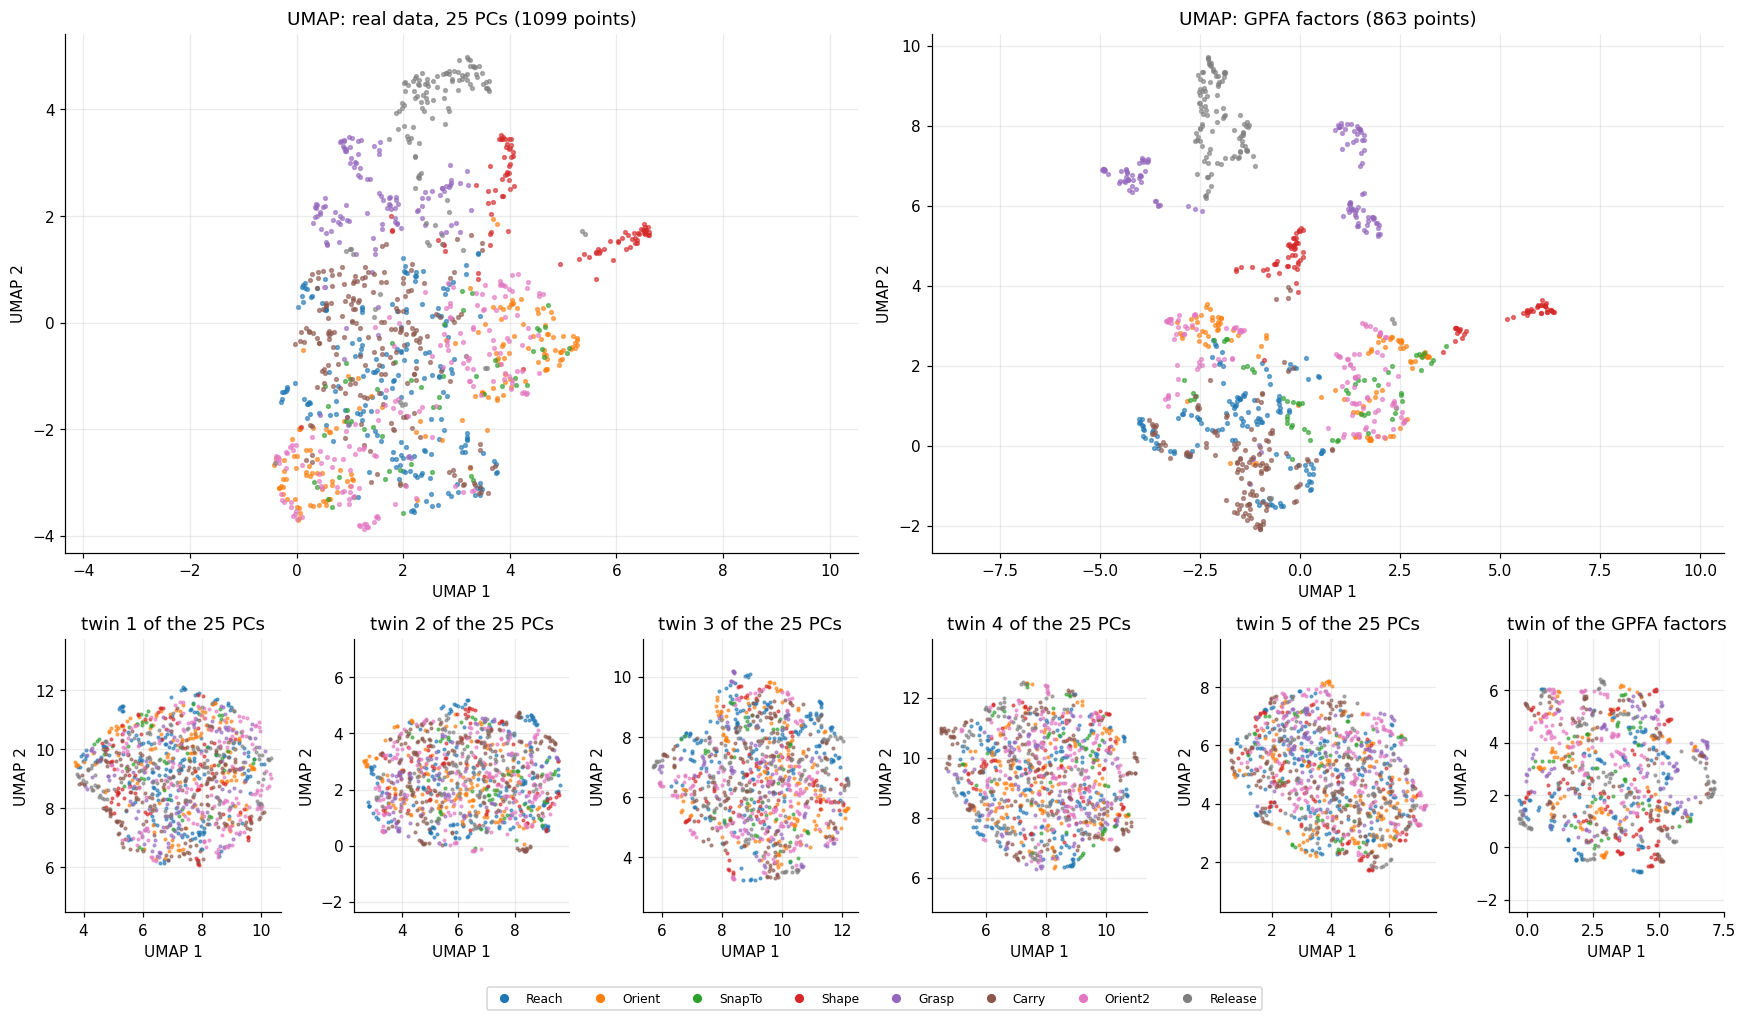 UMAP: real data, 25 PCs (1099 points)
UMAP 2
4
2
0
−2
−4
−4 −2 0 2 4 6 8 10
UMAP 1
UMAP: GPFA factors (863 points)
UMAP 2
10
8
6
4
2
0
−2
−7.5 −5.0 −2.5 0.0 2.5 5.0 7.5 10.0
UMAP 1
twin 1 of the 25 PCs
UMAP 2
12
10
8
6
4 6 8 10
UMAP 1
twin 2 of the 25 PCs
UMAP 2
6
4
2
0
−2
4 6 8
UMAP 1
twin 3 of the 25 PCs
UMAP 2
10
8
6
4
6 8 10 12
UMAP 1
twin 4 of the 25 PCs
UMAP 2
12
10
8
6
6 8 10
UMAP 1
twin 5 of the 25 PCs
UMAP 2
8
6
4
2
2 4 6
UMAP 1
twin of the GPFA factors
UMAP 2
6
4
2
0
−2
0.0 2.5 5.0 7.5
UMAP 1
Reach Orient SnapTo Shape Grasp Carry Orient2 Release